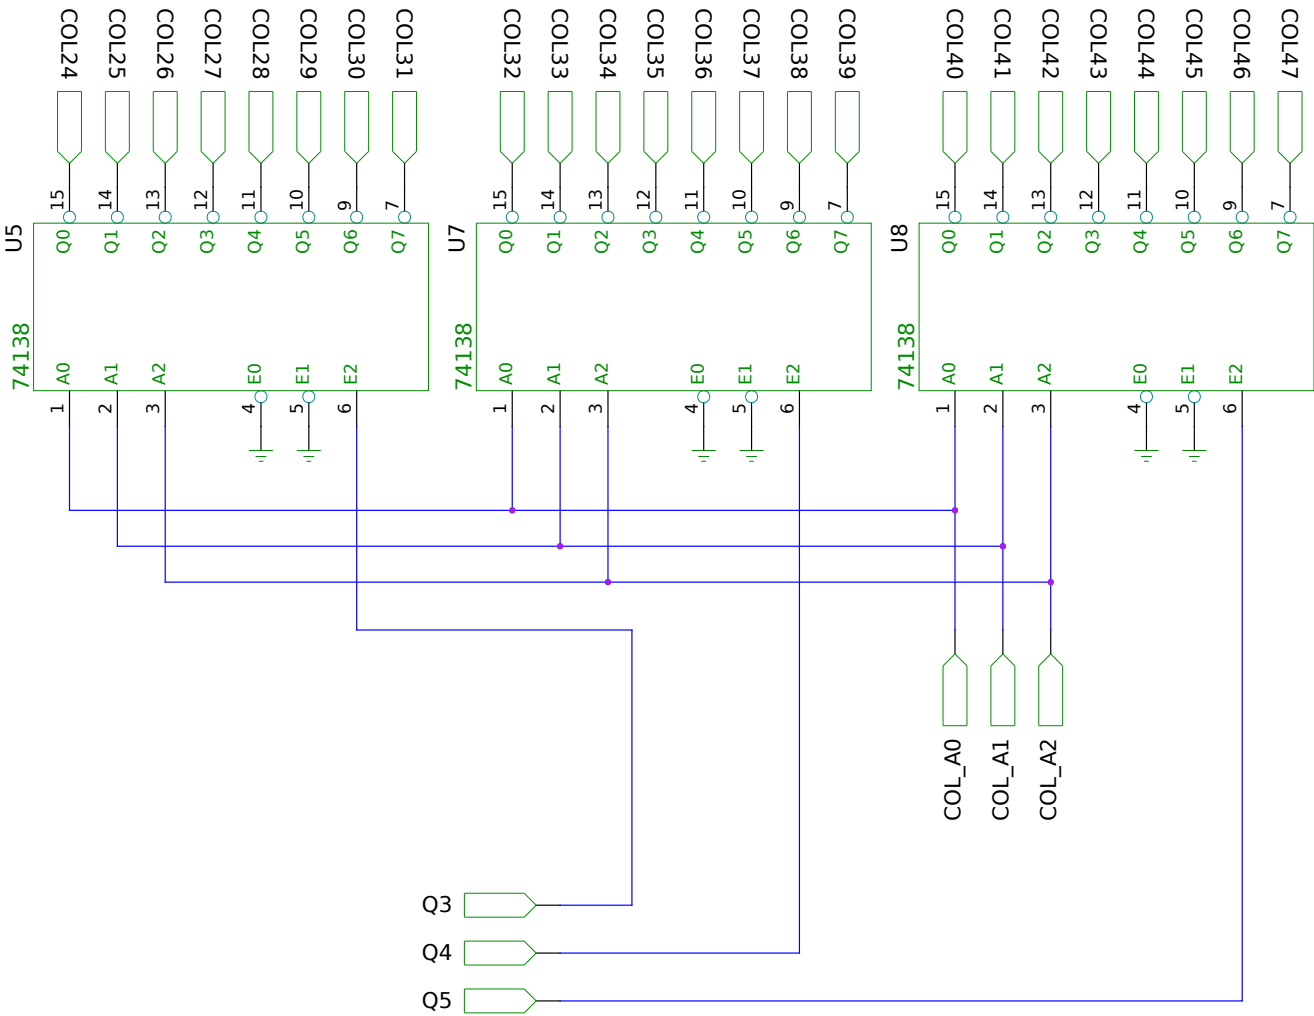 COL24 COL25 COL26 COL27 COL28 COL29 COL30 COL31 COL32 COL33 COL34 COL35 COL36 COL37 COL38 COL39 COL40 COL41 COL42 COL43 COL44 COL45 COL46 COL47
15 14 13 12 11 10 9 7 15 14 13 12 11 10 9 7 15 14 13 12 11 10 9 7
U5 Q0 Q1 Q2 Q3 Q4 Q5 Q6 Q7 U7 Q0 Q1 Q2 Q3 Q4 Q5 Q6 Q7 U8 Q0 Q1 Q2 Q3 Q4 Q5 Q6 Q7
74138 A0 A1 A2 E0 E1 E2 74138 A0 A1 A2 E0 E1 E2 74138 A0 A1 A2 E0 E1 E2
1 2 3 4 5 6 1 2 3 4 5 6 1 2 3 4 5 6
COL_A0 COL_A1 COL_A2
Q3
Q4
Q5